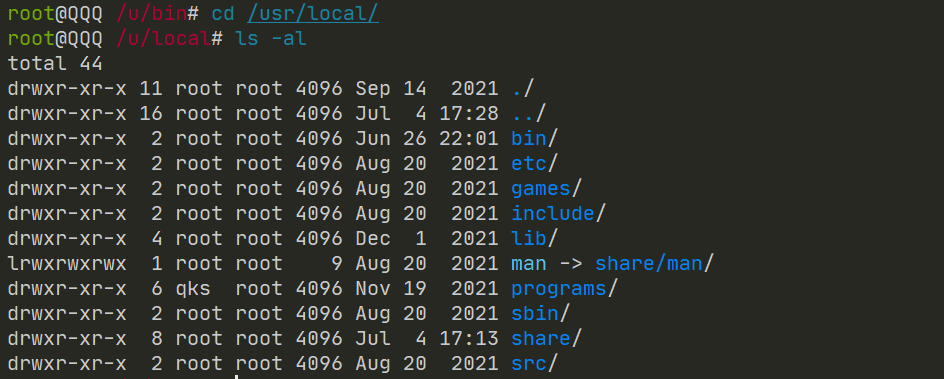 root@QQQ /u/bin# cd /usr/local/
root@QQQ /u/local# ls -al
total 44
drwxr-xr-x 11 root root 4096 Sep 14  2021 ./
drwxr-xr-x 16 root root 4096 Jul  4 17:28 ../
drwxr-xr-x  2 root root 4096 Jun 26 22:01 bin/
drwxr-xr-x  2 root root 4096 Aug 20  2021 etc/
drwxr-xr-x  2 root root 4096 Aug 20  2021 games/
drwxr-xr-x  2 root root 4096 Aug 20  2021 include/
drwxr-xr-x  4 root root 4096 Dec  1  2021 lib/
lrwxrwxrwx  1 root root    9 Aug 20  2021 man -> share/man/
drwxr-xr-x  6 qks  root 4096 Nov 19  2021 programs/
drwxr-xr-x  2 root root 4096 Aug 20  2021 sbin/
drwxr-xr-x  8 root root 4096 Jul  4 17:13 share/
drwxr-xr-x  2 root root 4096 Aug 20  2021 src/